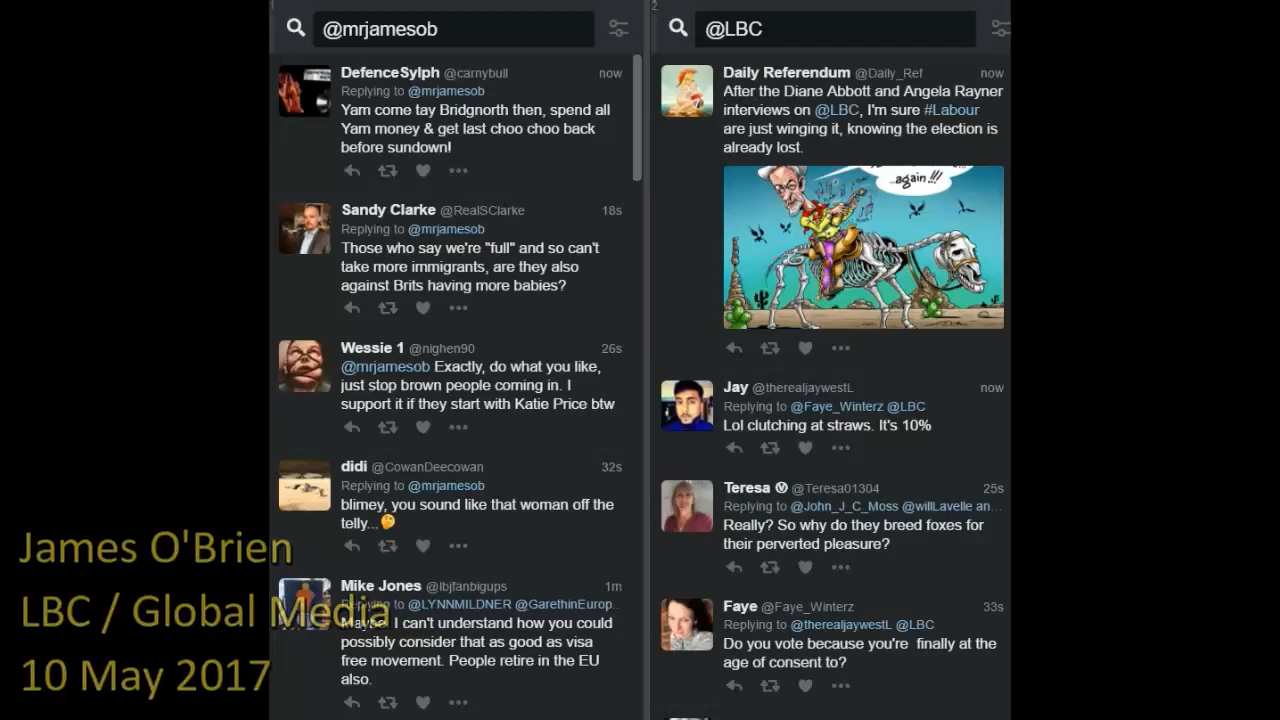 1
@mrjamesob
DefenceSylph @carnybull now
Replying to @mrjamesob
Yam come tay Bridgnorth then, spend all
Yam money & get last choo choo back
before sundown!
Sandy Clarke @RealSClarke 18s
Replying to @mrjamesob
Those who say we're "full" and so can't
take more immigrants, are they also
against Brits having more babies?
Wessie 1 @nighen90 26s
@mrjamesob Exactly, do what you like,
just stop brown people coming in. I
support it if they start with Katie Price btw
didi @CowanDeecowan 32s
Replying to @mrjamesob
blimey, you sound like that woman off the
telly...🤔
Mike Jones @lbjfanbigups 1m
Replying to @LYNNMILDNER @GarethinEurop...
Maybe. I can't understand how you could
possibly consider that as good as visa
free movement. People retire in the EU
also.
2
@LBC
Daily Referendum @Daily_Ref now
After the Diane Abbott and Angela Rayner
interviews on @LBC, I'm sure #Labour
are just winging it, knowing the election is
already lost.
again!!!
Jay @therealjaywestL now
Replying to @Faye_Winterz @LBC
Lol clutching at straws. It's 10%
Teresa Ⓥ @Teresa01304 25s
Replying to @John_J_C_Moss @willLavelle an...
Really? So why do they breed foxes for
their perverted pleasure?
Faye @Faye_Winterz 33s
Replying to @therealjaywestL @LBC
Do you vote because you're finally at the
age of consent to?
James O'Brien
LBC / Global Media
10 May 2017